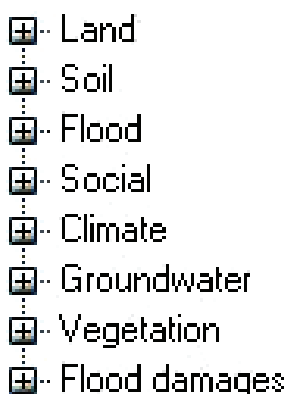 Land
Soil
Flood
Social
Climate
Groundwater
Vegetation
Flood damages